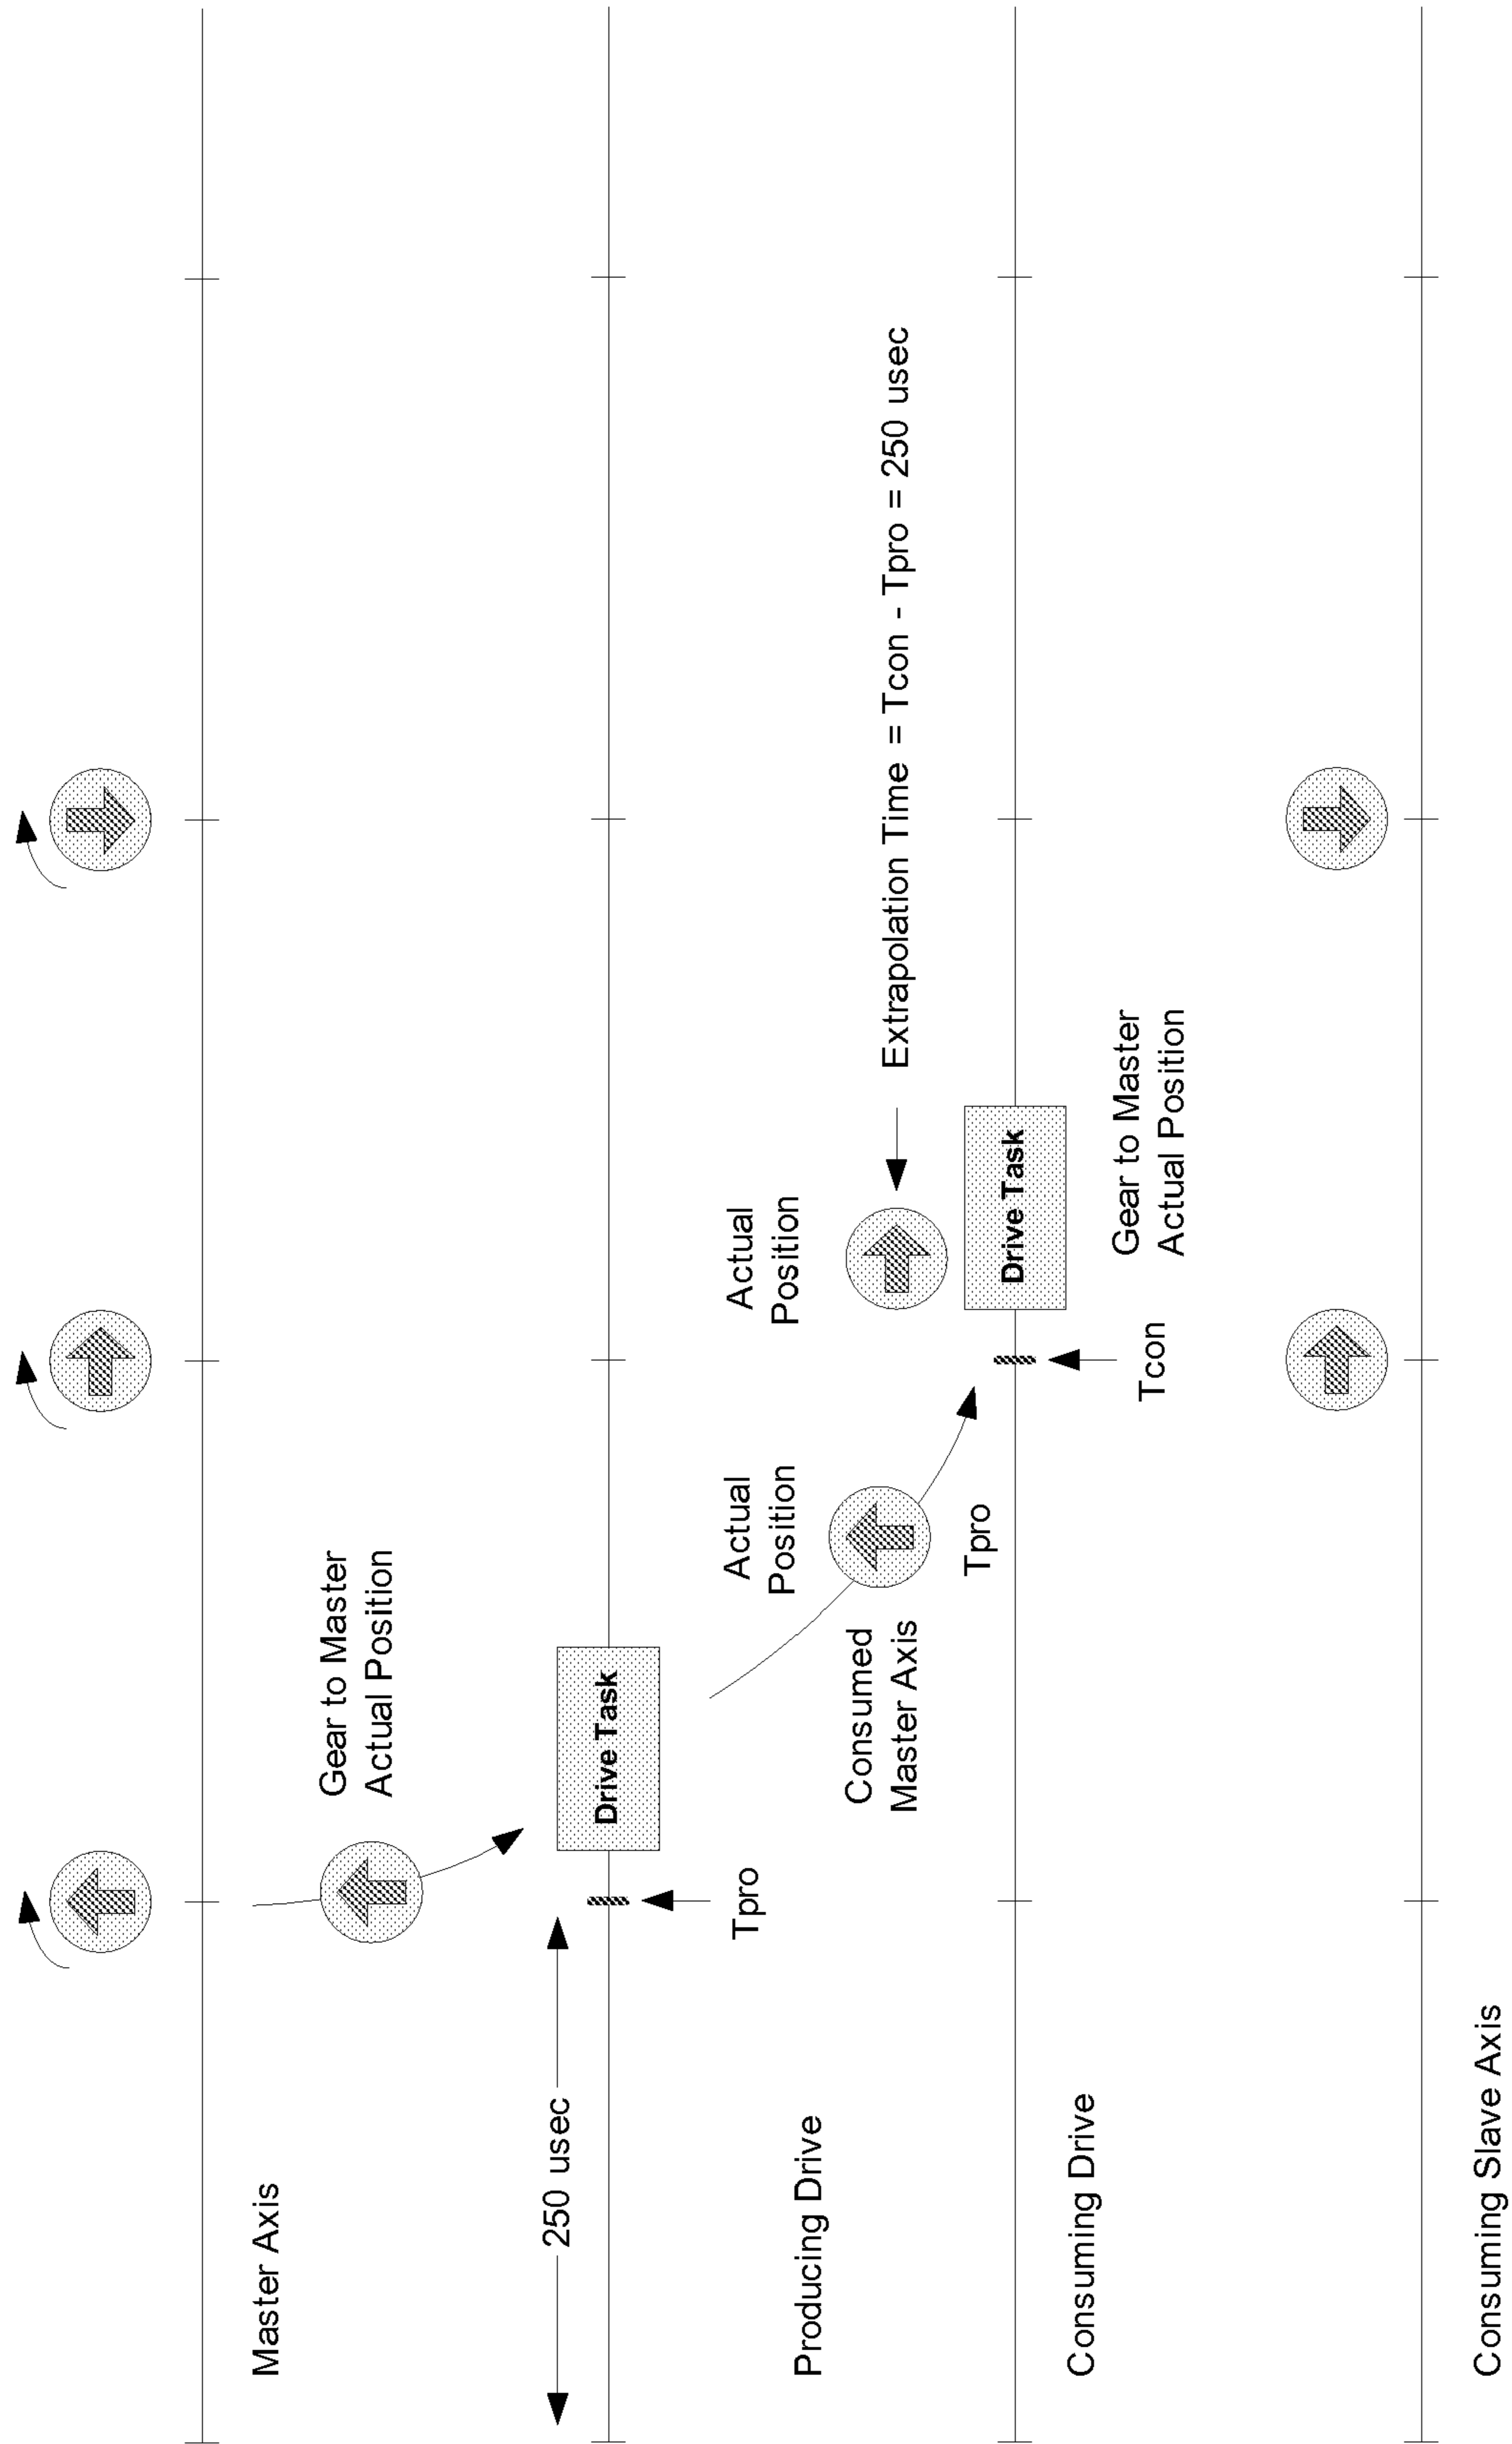 Master Axis
Gear to Master
Actual Position
250 usec
Drive Task
Tpro
Producing Drive
Consumed
Master Axis
Actual
Position
Tpro
Actual
Position
Extrapolation Time = Tcon - Tpro = 250 usec
Drive Task
Tcon
Gear to Master
Actual Position
Consuming Drive
Consuming Slave Axis